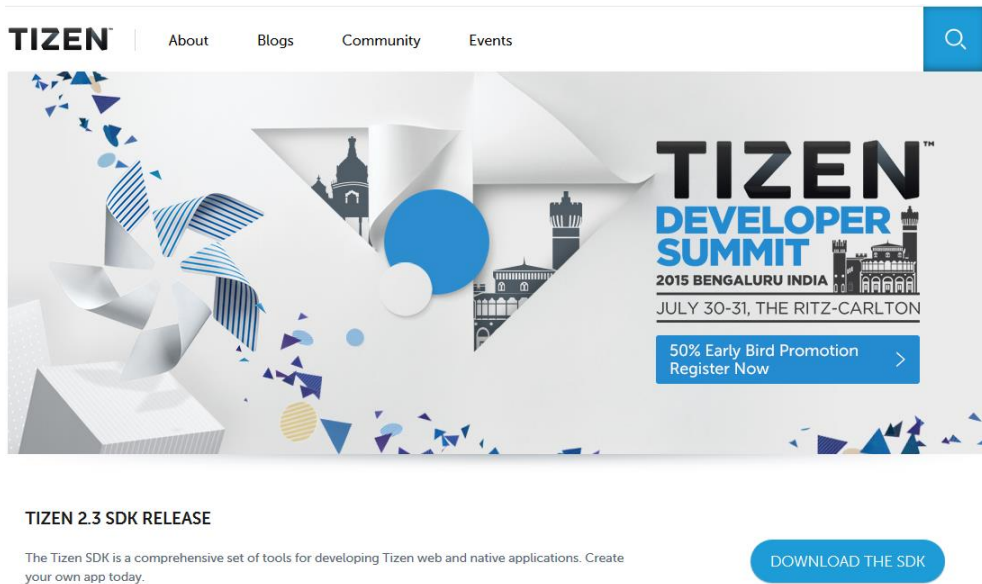 TIZEN™
About
Blogs
Community
Events
TIZEN™
DEVELOPER
SUMMIT
2015 BENGALURU INDIA
JULY 30-31, THE RITZ-CARLTON
50% Early Bird Promotion
Register Now
TIZEN 2.3 SDK RELEASE
The Tizen SDK is a comprehensive set of tools for developing Tizen web and native applications. Create
your own app today.
DOWNLOAD THE SDK